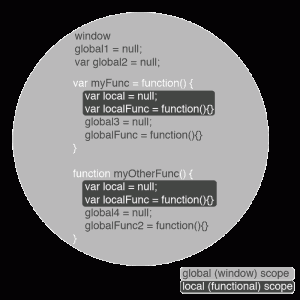 window
global1 = null;
var global2 = null;
var myFunc = function() {
var local = null;
var localFunc = function(){}
global3 = null;
globalFunc = function(){}
}
function myOtherFunc() {
var local = null;
var localFunc = function(){}
global4 = null;
globalFunc2 = function(){}
}
global (window) scope
local (functional) scope